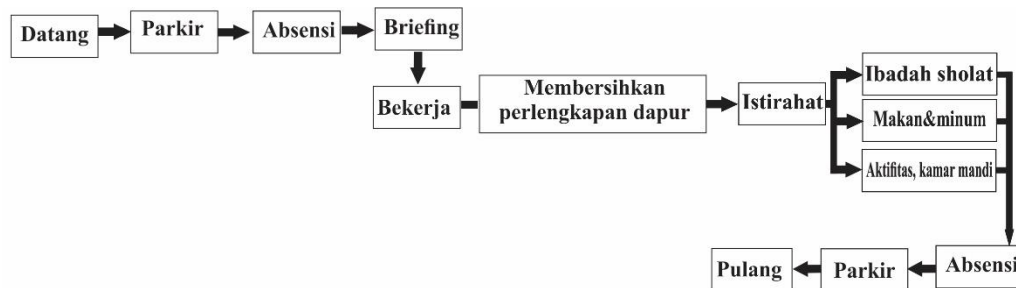 Datang
Parkir
Absensi
Briefing
Bekerja
Membersihkan
perlengkapan dapur
Istirahat
Ibadah sholat
Makan&minum
Aktifitas, kamar mandi
Absensi
Parkir
Pulang